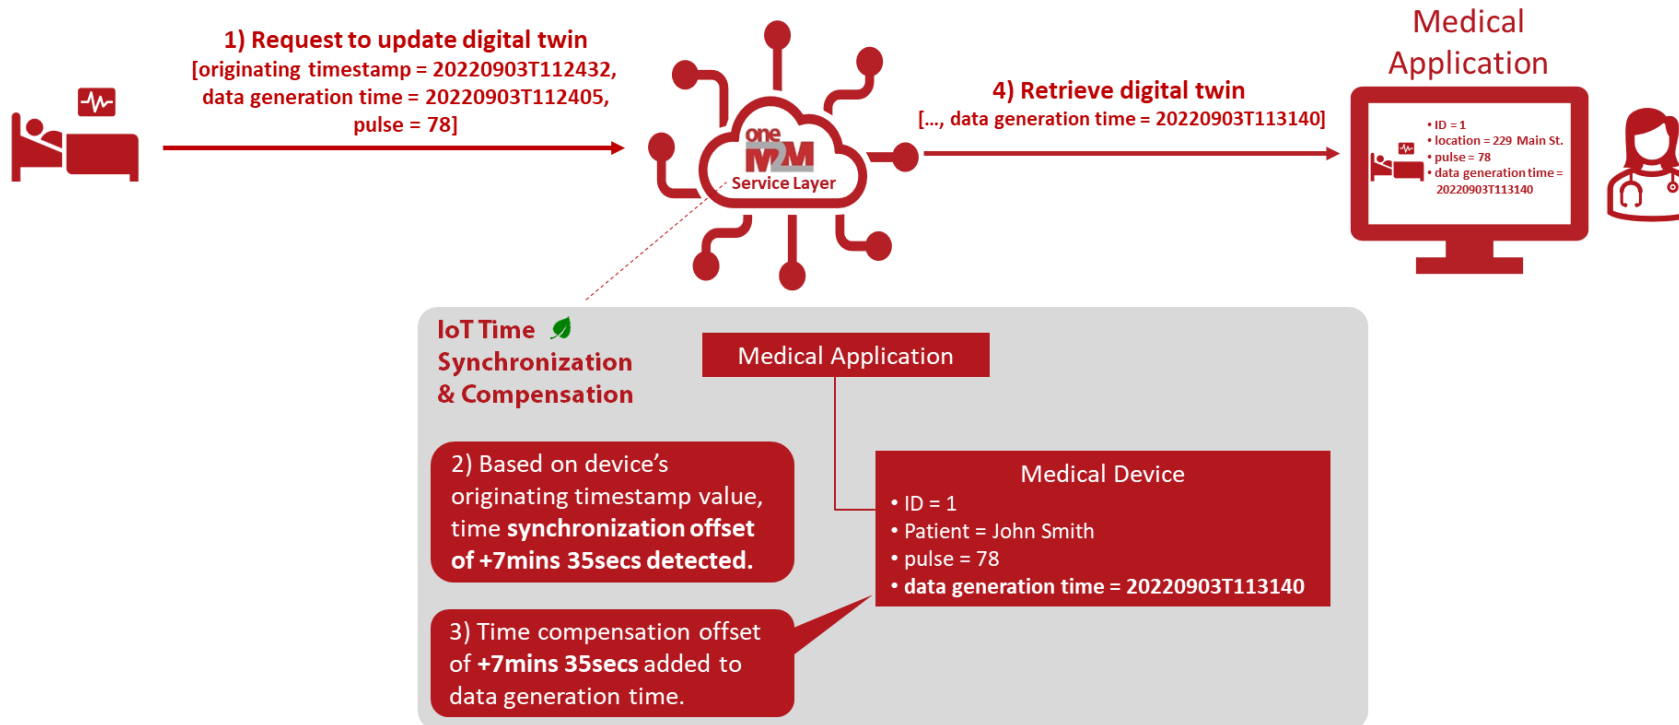 1) Request to update digital twin
[originating timestamp = 20220903T112432,
data generation time = 20220903T112405,
pulse = 78]
one
M2M
Service Layer
4) Retrieve digital twin
[..., data generation time = 20220903T113140]
Medical
Application
• ID = 1
• location = 229 Main St.
• pulse = 78
• data generation time =
20220903T113140
IoT Time
Synchronization
& Compensation
Medical Application
2) Based on device's
originating timestamp value,
time synchronization offset
of +7mins 35secs detected.
Medical Device
• ID = 1
• Patient = John Smith
• pulse = 78
• data generation time = 20220903T113140
3) Time compensation offset
of +7mins 35secs added to
data generation time.